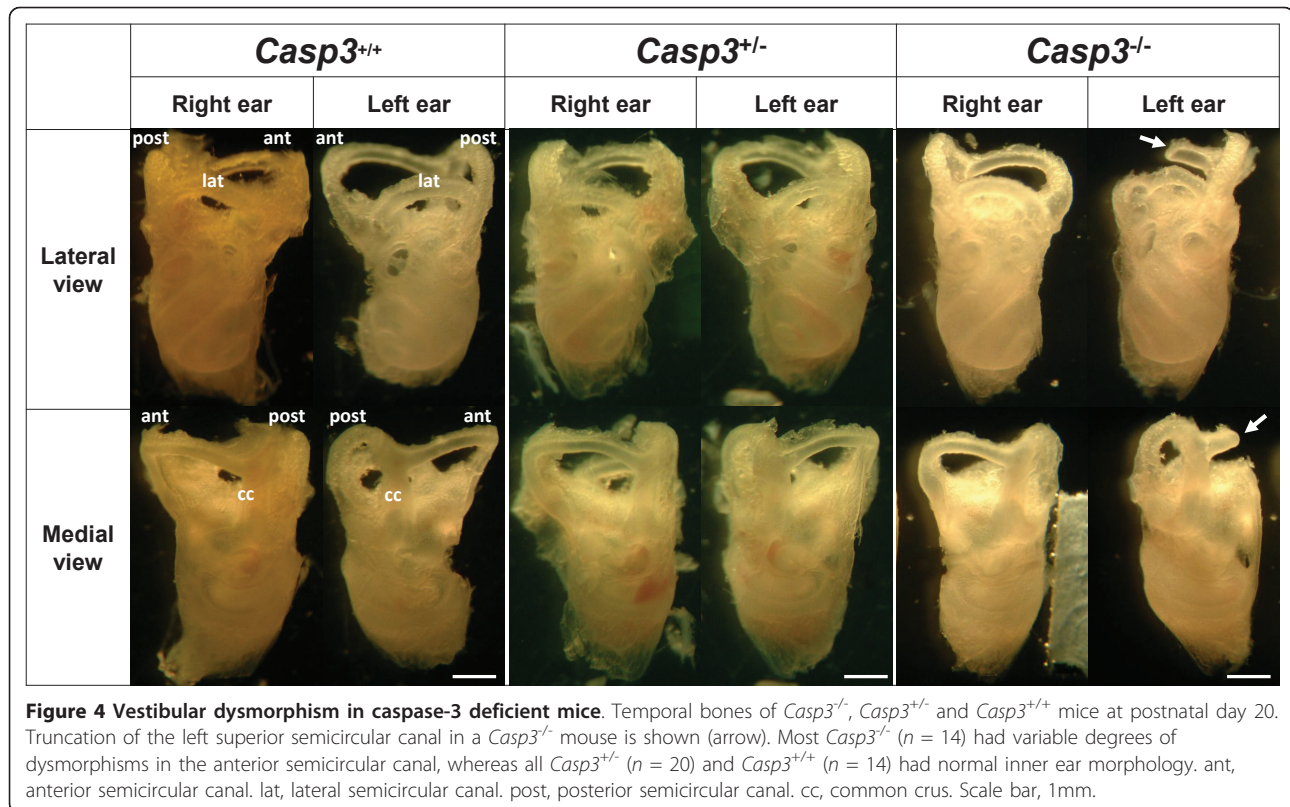 Casp3+/+ Casp3+/- Casp3-/-
Right ear Left ear Right ear Left ear Right ear Left ear
Lateral view
post ant ant post
lat lat
Medial view
ant post post ant
cc cc
Figure 4 Vestibular dysmorphism in caspase-3 deficient mice. Temporal bones of Casp3-/-, Casp3+/- and Casp3+/+ mice at postnatal day 20.
Truncation of the left superior semicircular canal in a Casp3-/- mouse is shown (arrow). Most Casp3-/- (n = 14) had variable degrees of
dysmorphisms in the anterior semicircular canal, whereas all Casp3+/- (n = 20) and Casp3+/+ (n = 14) had normal inner ear morphology. ant,
anterior semicircular canal. lat, lateral semicircular canal. post, posterior semicircular canal. cc, common crus. Scale bar, 1mm.